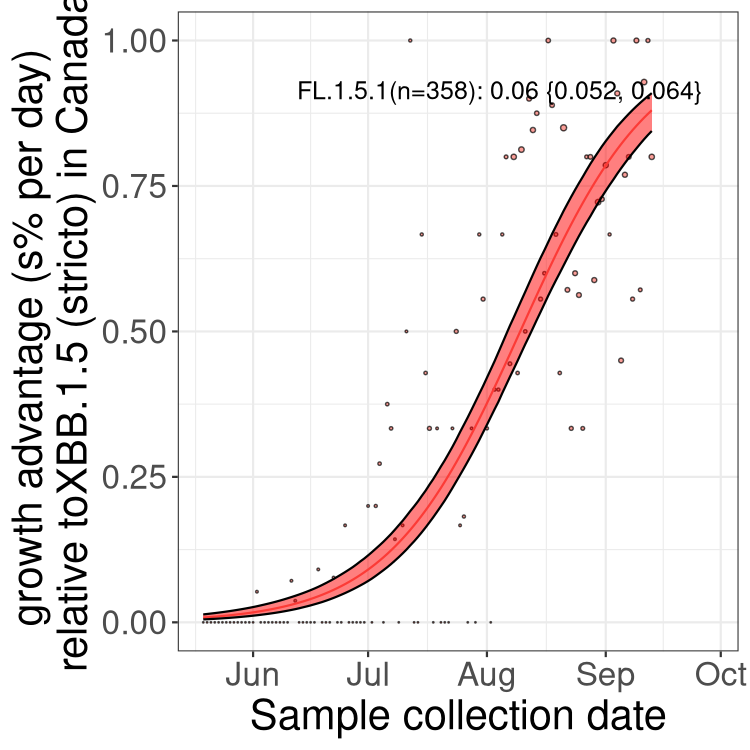 growth advantage (s% per day)
relative toXBB.1.5 (stricto) in Canada
1.00
0.75
0.50
0.25
0.00
FL.1.5.1(n=358): 0.06 {0.052, 0.064}
Jun Jul Aug Sep Oct
Sample collection date